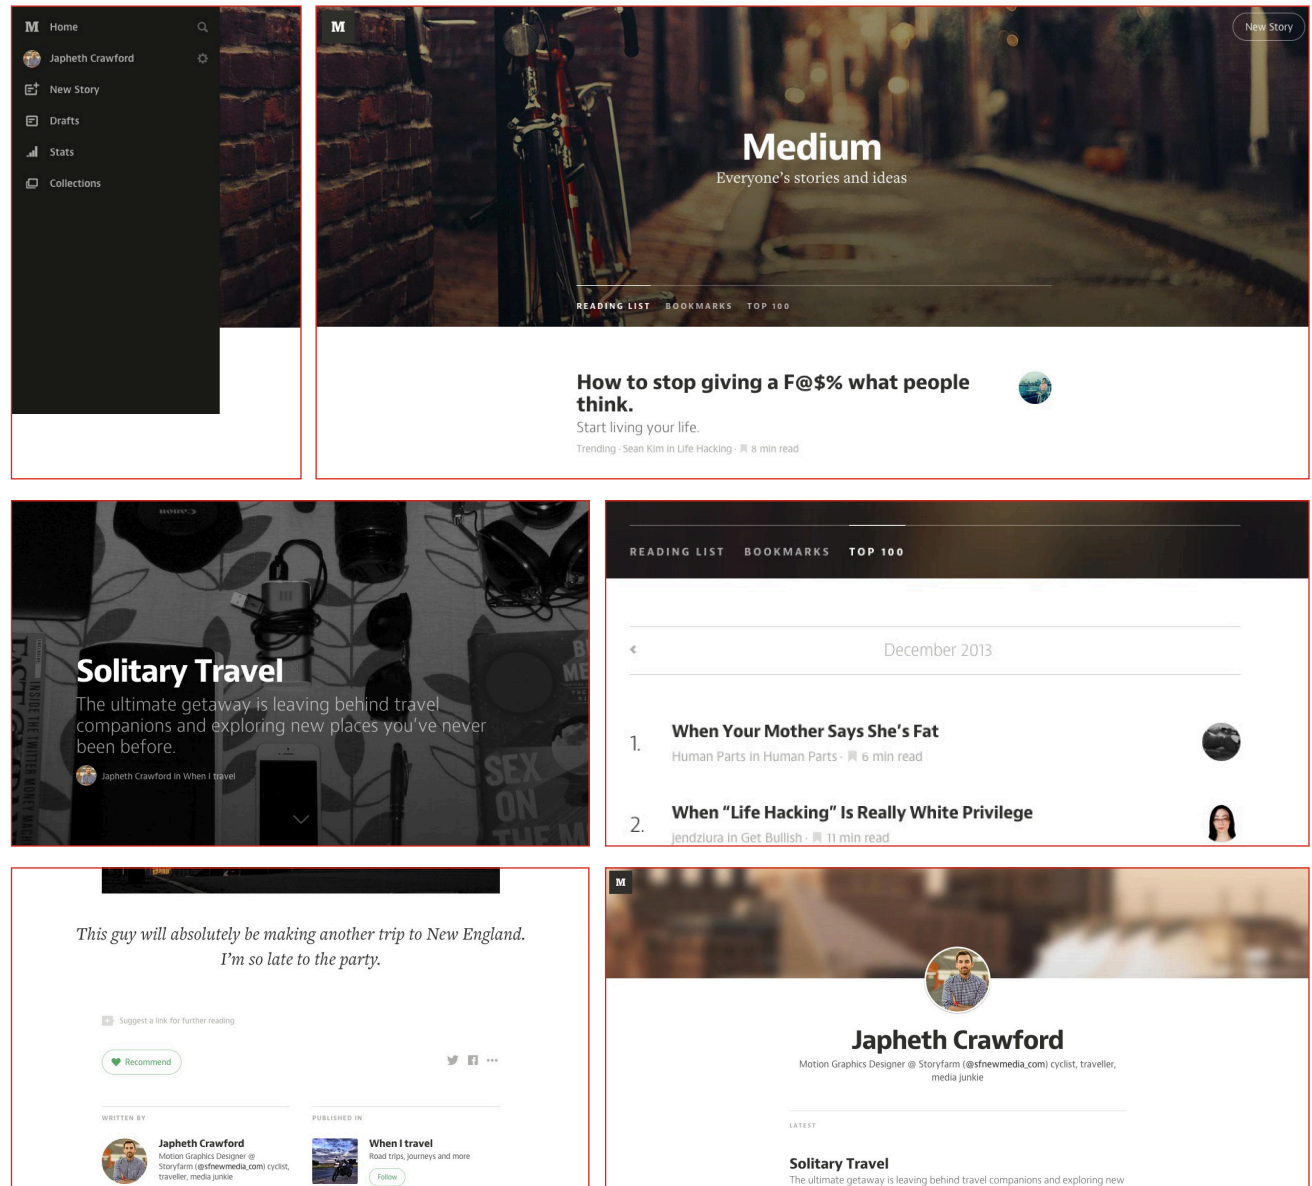 M Home
Japheth Crawford
New Story
Drafts
Stats
Collections
M
New Story
Medium
Everyone's stories and ideas
READING LIST BOOKMARKS TOP 100
How to stop giving a F@$% what people
think.
Start living your life.
Trending · Sean Kim in Life Hacking · 8 min read
Canon
INSIDE THE TWITTER MONEY MACH
SEX
ON
THE M
Solitary Travel
The ultimate getaway is leaving behind travel
companions and exploring new places you've never
been before.
Japheth Crawford in When I travel
READING LIST BOOKMARKS TOP 100
December 2013
1. When Your Mother Says She's Fat
Human Parts in Human Parts · 6 min read
2. When “Life Hacking” Is Really White Privilege
jendziura in Get Bullish · 11 min read
This guy will absolutely be making another trip to New England.
I'm so late to the party.
Suggest a link for further reading
Recommend
WRITTEN BY
Japheth Crawford
Motion Graphics Designer @
Storyfarm (@sfnewmedia_com) cyclist,
traveller, media junkie
PUBLISHED IN
When I travel
Road trips, journeys and more
Follow
M
Japheth Crawford
Motion Graphics Designer @ Storyfarm (@sfnewmedia_com) cyclist, traveller,
media junkie
LATEST
Solitary Travel
The ultimate getaway is leaving behind travel companions and exploring new